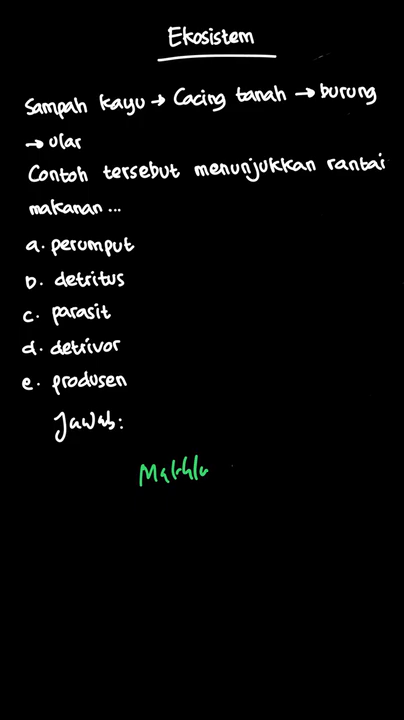 Ekosistem
Sampah kayu → Cacing tanah → burung
→ ular
Contoh tersebut menunjukkan rantai
makanan...
a. perumput
b. detritus
c. parasit
d. detrivor
e. produsen
Jawab:
Makhlu